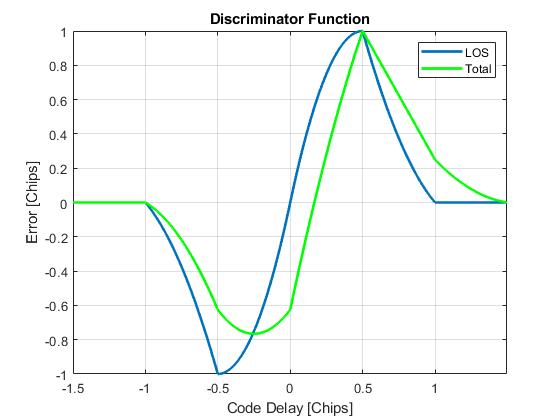 Discriminator Function
1
0.8
0.6
0.4
0.2
0
-0.2
-0.4
-0.6
-0.8
-1
Error [Chips]
LOS
Total
-1.5 -1 -0.5 0 0.5 1
Code Delay [Chips]